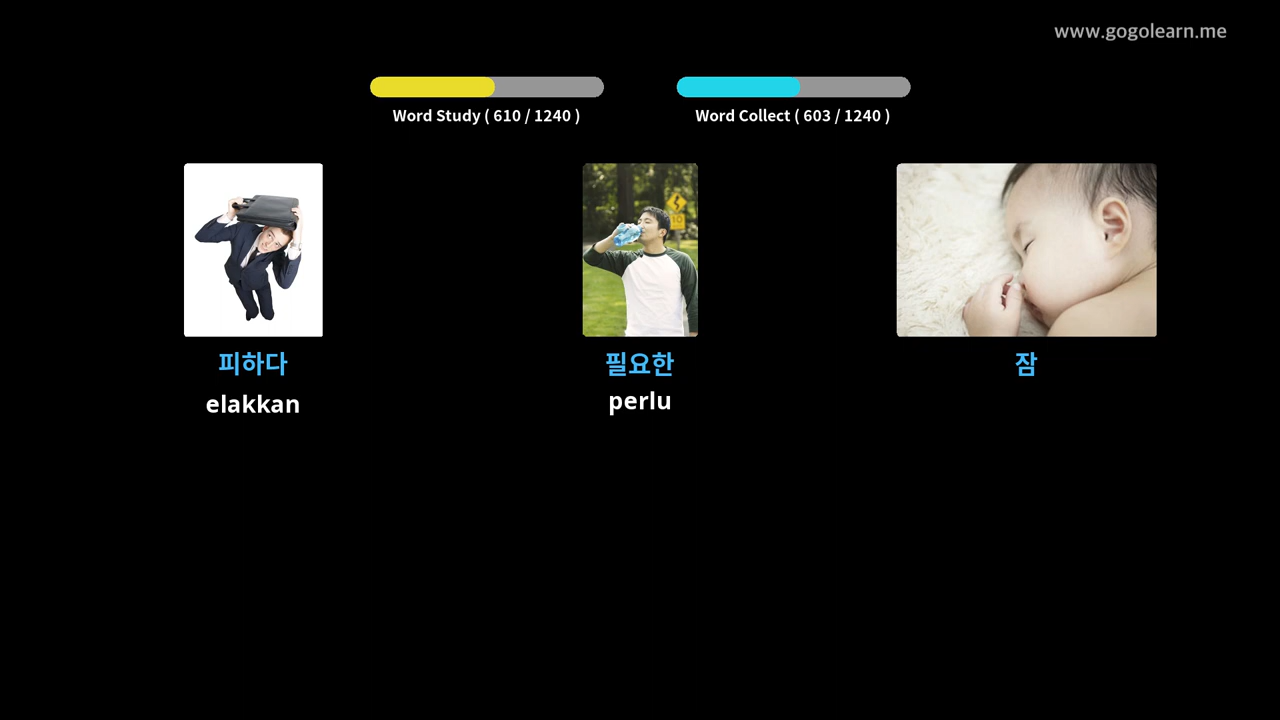 www.gogolearn.me
Word Study ( 610 / 1240 )
Word Collect ( 603 / 1240 )
10
피하다
필요한
잠
elakkan
perlu